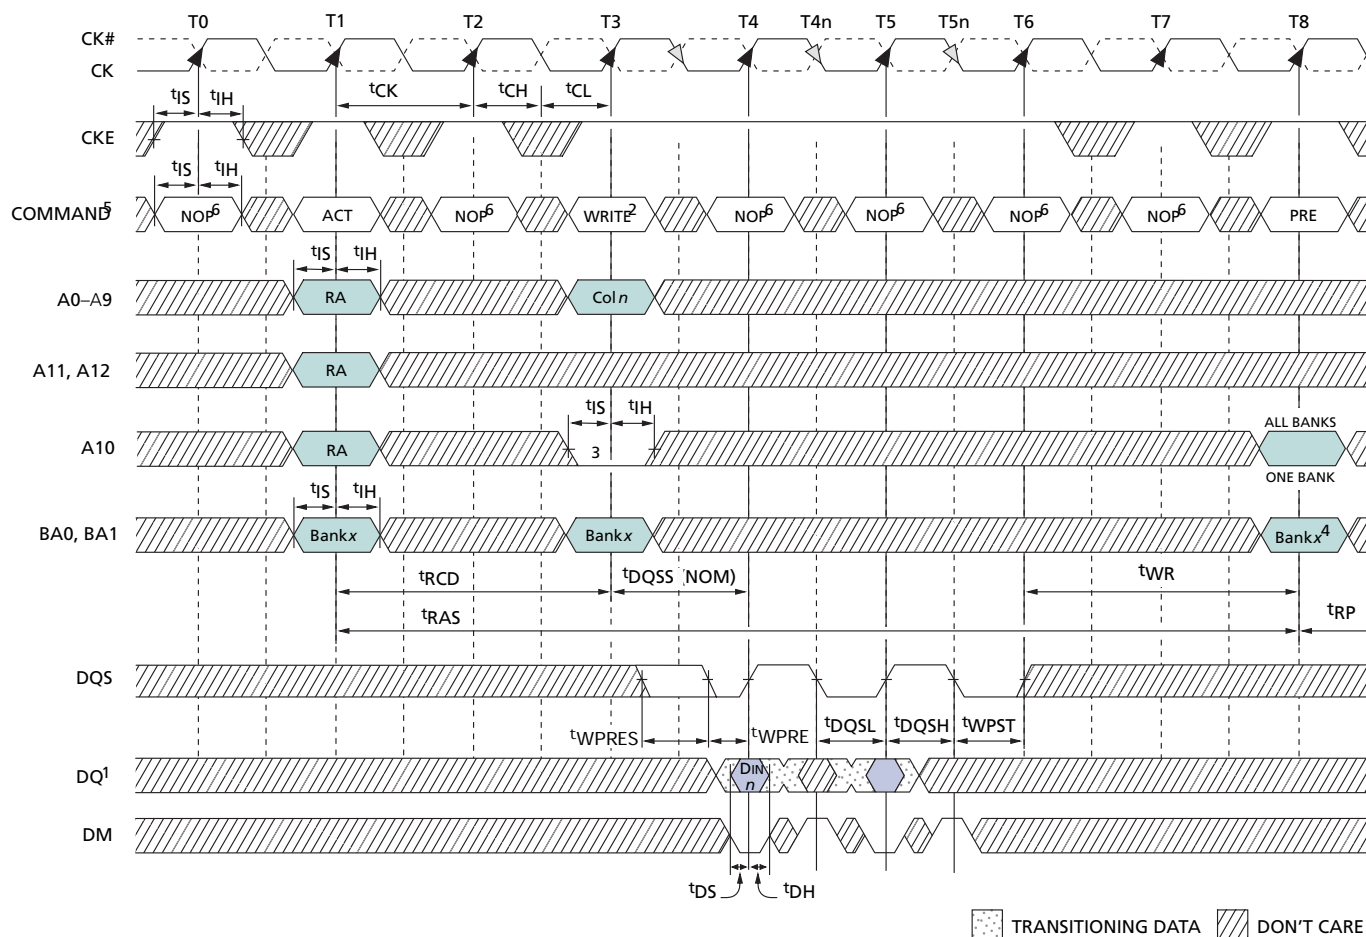 T0 T1 T2 T3 T4 T4n T5 T5n T6 T7 T8
CK#
CK
tIS tIH tCK tCH tCL
CKE
tIS tIH
COMMAND5 NOP6 ACT NOP6 WRITE2 NOP6 NOP6 NOP6 NOP6 PRE
tIS tIH
A0–A9 RA Col n
A11, A12 RA
tIS tIH ALL BANKS
A10 RA 3
ONE BANK
tIS tIH
BA0, BA1 Bank x Bank x Bank x4
tRCD tDQSS (NOM) tWR
tRAS tRP
DQS
tWPRES tWPRE tDQSL tDQSH tWPST
DQ1 DIN
n
DM
tDS tDH
TRANSITIONING DATA DON'T CARE